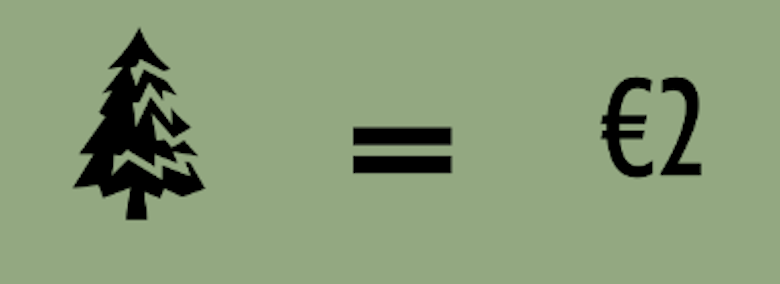 = €2